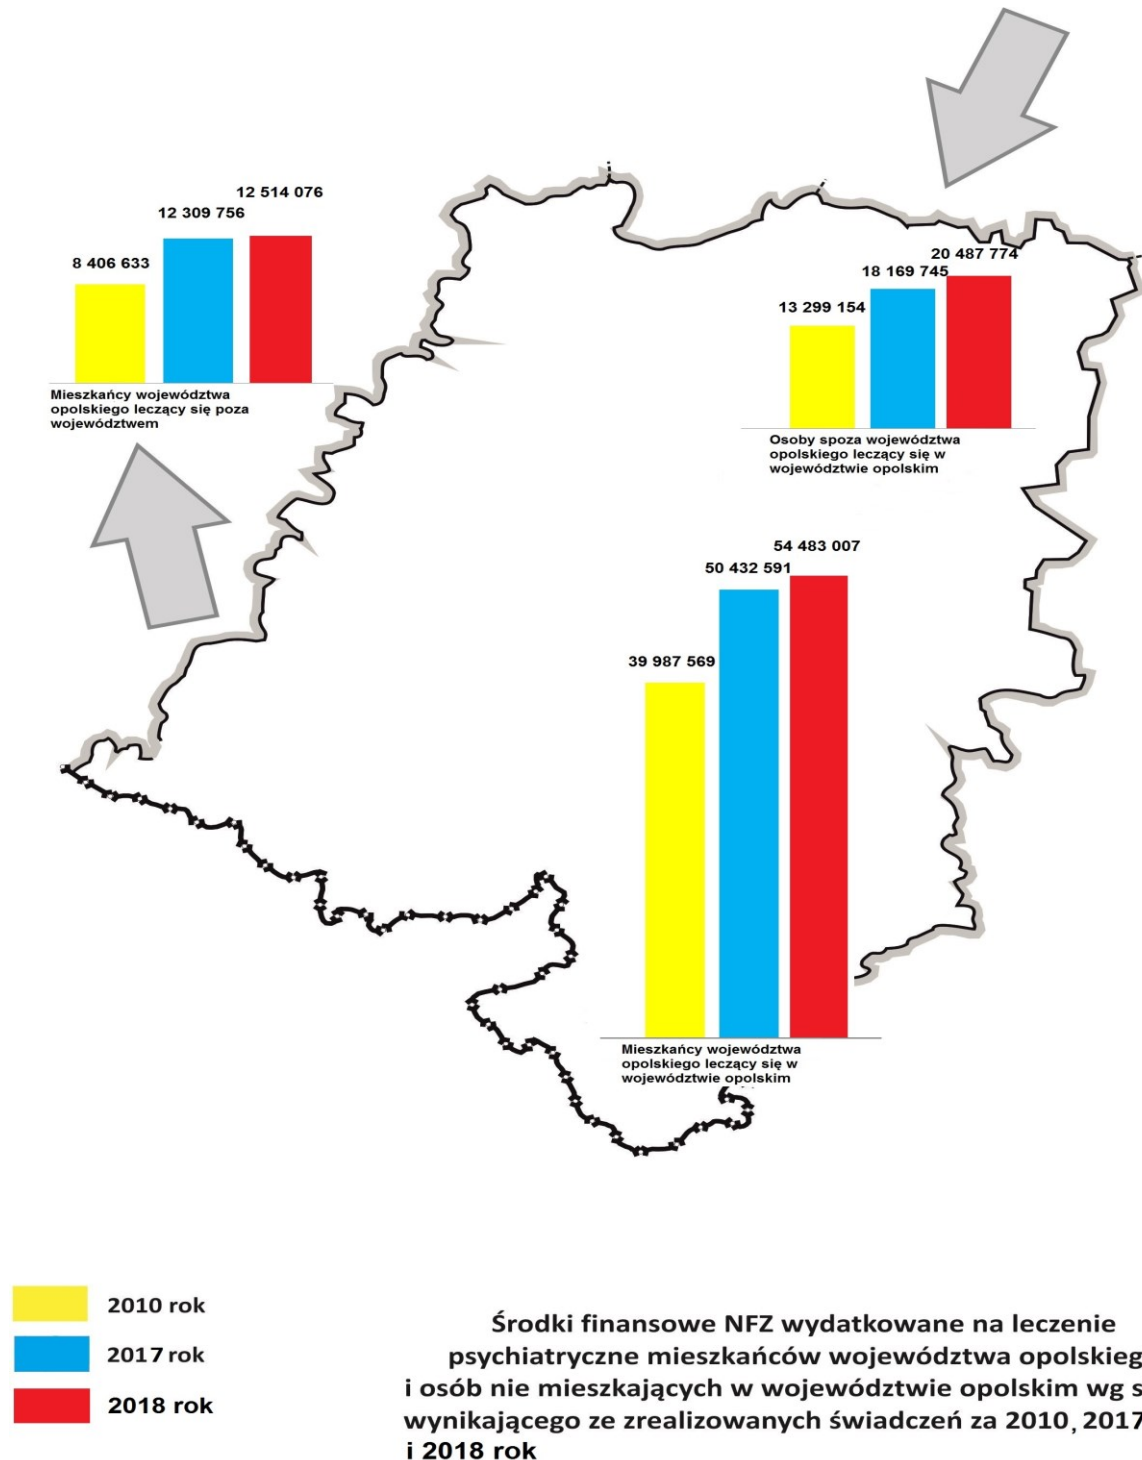 12 514 076
12 309 756
8 406 633
Mieszkańcy województwa
opolskiego leczący się poza
województwem
20 487 774
18 169 745
13 299 154
Osoby spoza województwa
opolskiego leczący się w
województwie opolskim
54 483 007
50 432 591
39 987 569
Mieszkańcy województwa
opolskiego leczący się w
województwie opolskim
2010 rok
2017 rok
2018 rok
Środki finansowe NFZ wydatkowane na leczenie
psychiatryczne mieszkańców województwa opolskieg
i osób nie mieszkających w województwie opolskim wg s
wynikającego ze zrealizowanych świadczeń za 2010, 2017
i 2018 rok